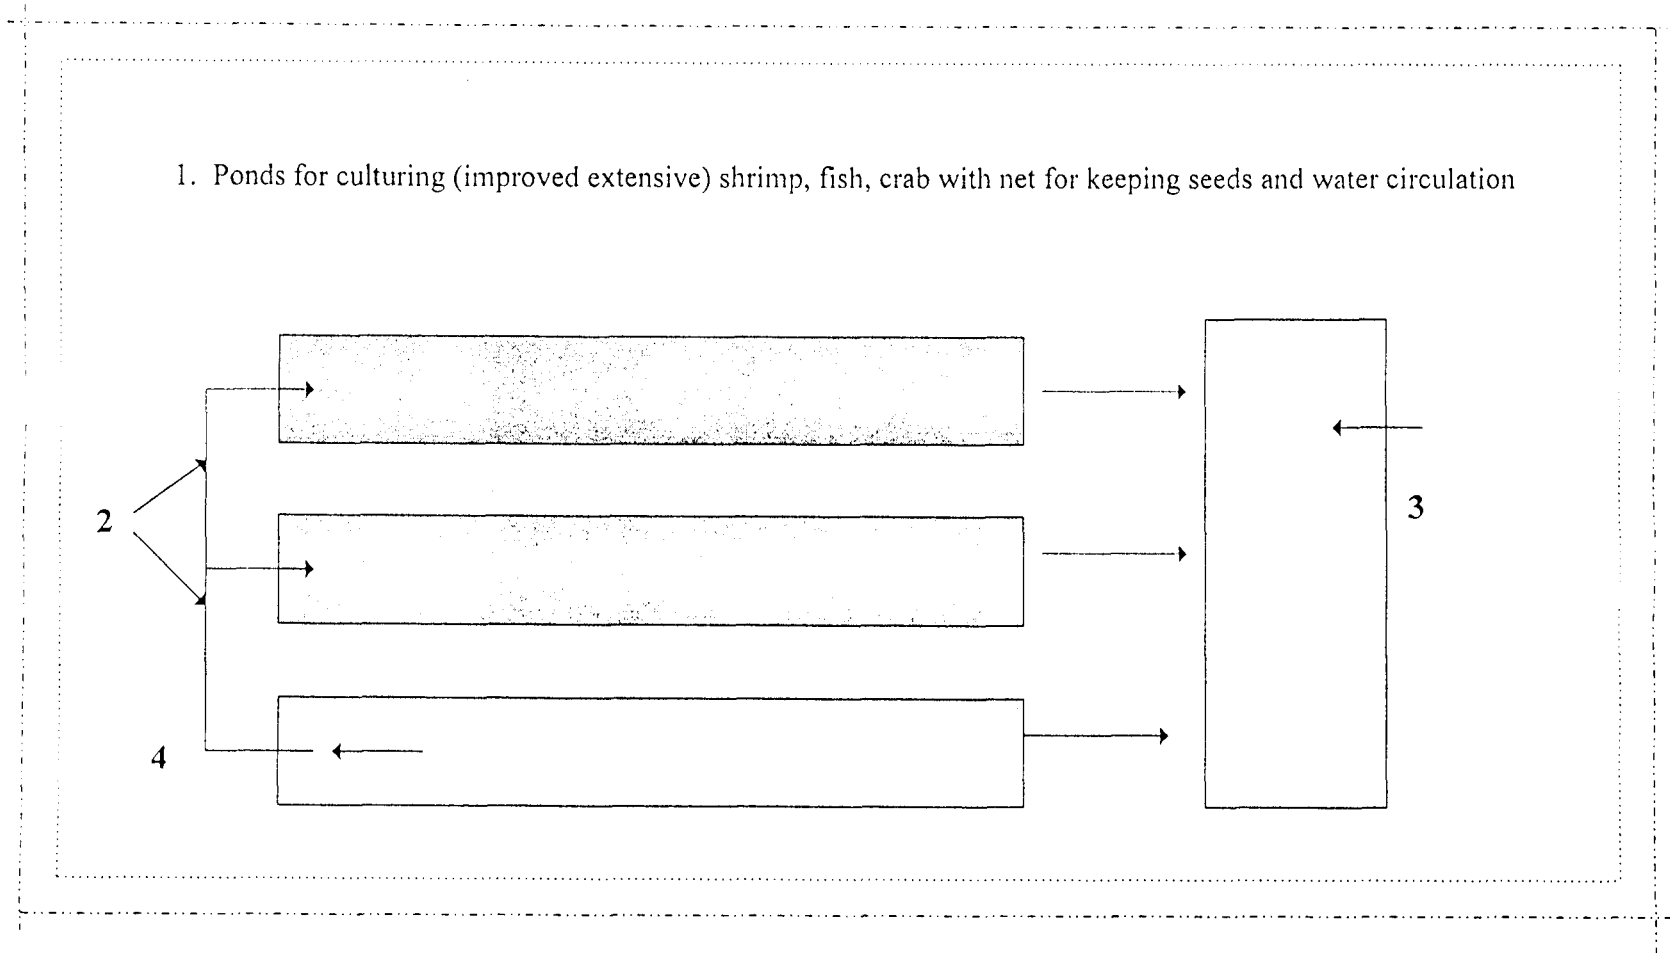 1. Ponds for culturing (improved extensive) shrimp, fish, crab with net for keeping seeds and water circulation
2
3
4